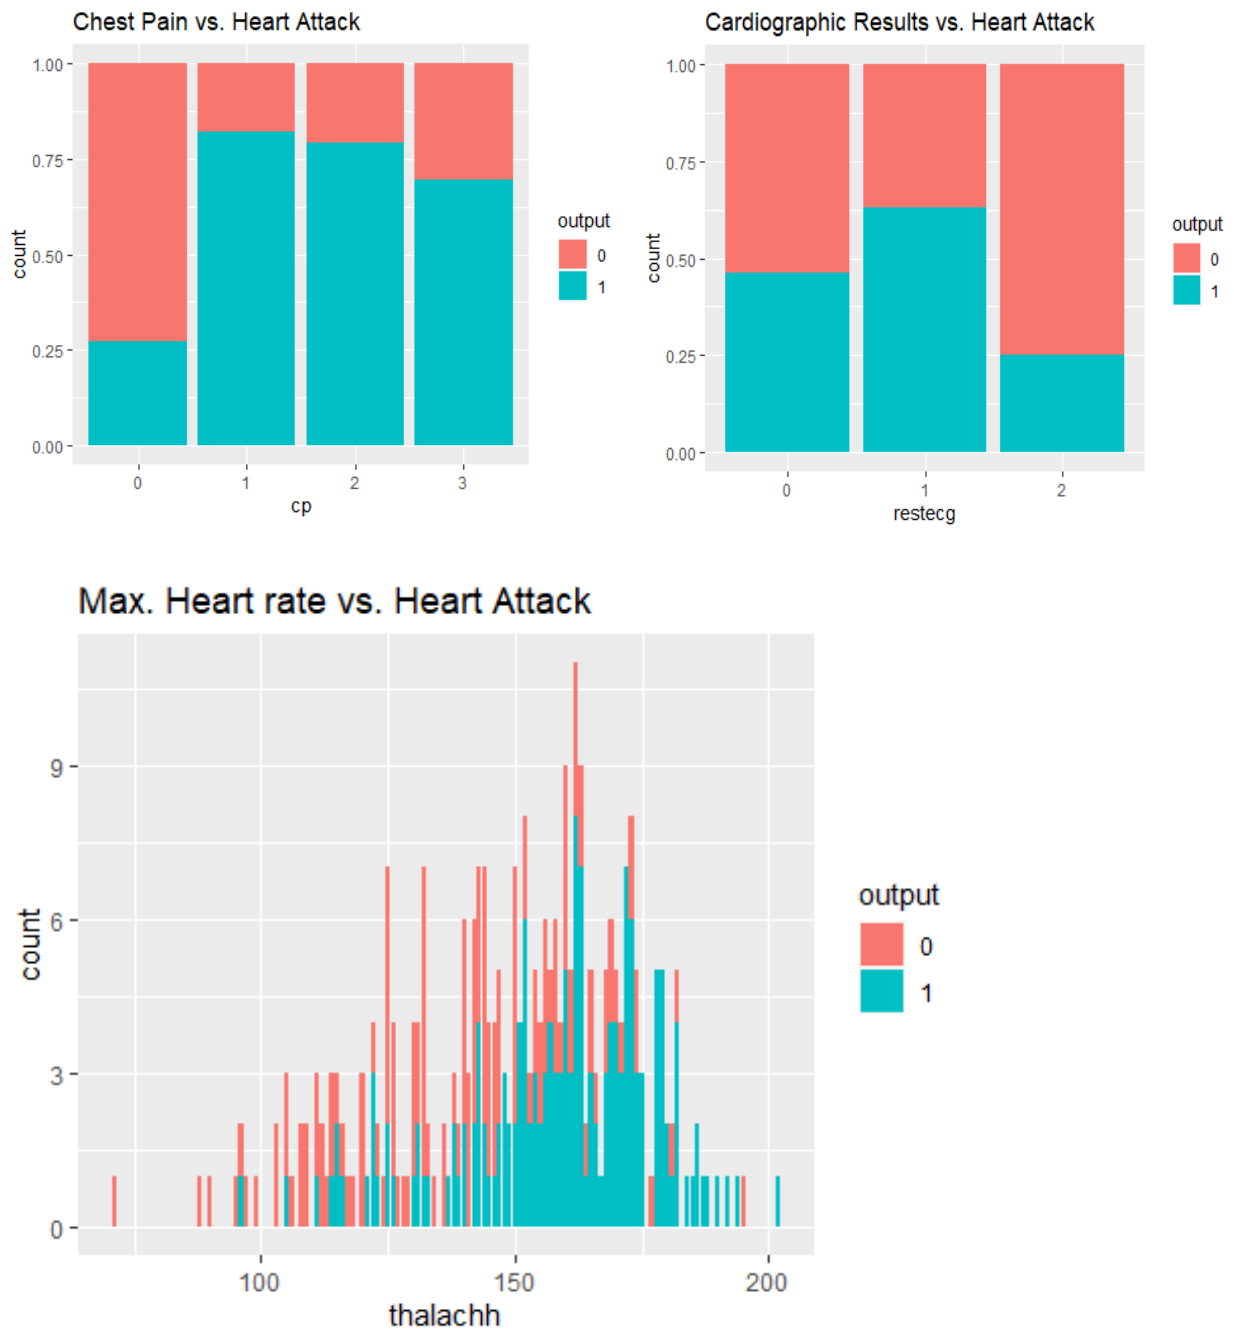 Chest Pain vs. Heart Attack
1.00
0.75
0.50
0.25
0.00
count
0 1 2 3
cp
output
0
1
Cardiographic Results vs. Heart Attack
1.00
0.75
0.50
0.25
0.00
count
0 1 2
restecg
output
0
1
Max. Heart rate vs. Heart Attack
9
6
3
0
count
100 150 200
thalachh
output
0
1